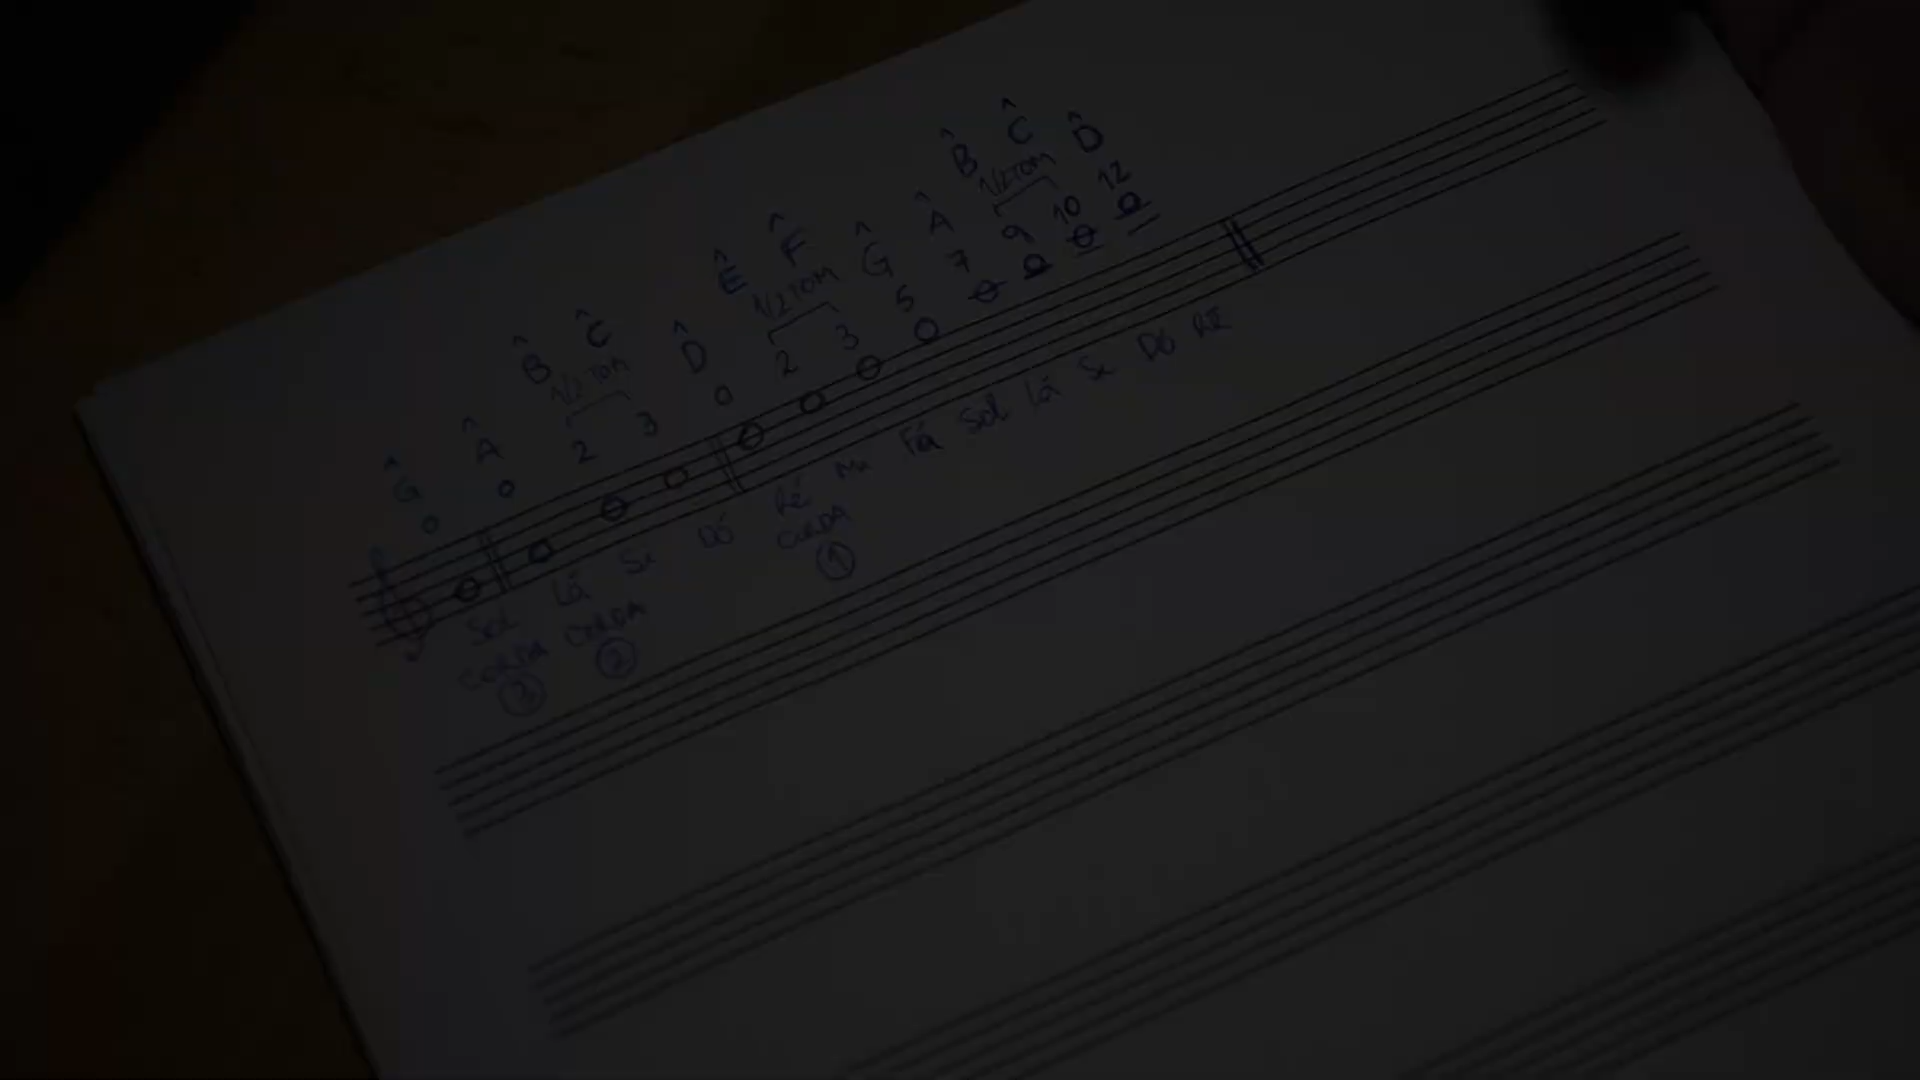 G A B C D E F G A B C D
1/2 TOM 1/2 TOM 1/2 TOM
0 0 2 3 0 2 3 5 7 9 10 12
Sol Lá Si Dó Ré Mi Fá Sol Lá Si Dó RÉ
CORDA CORDA CORDA
3 2 1